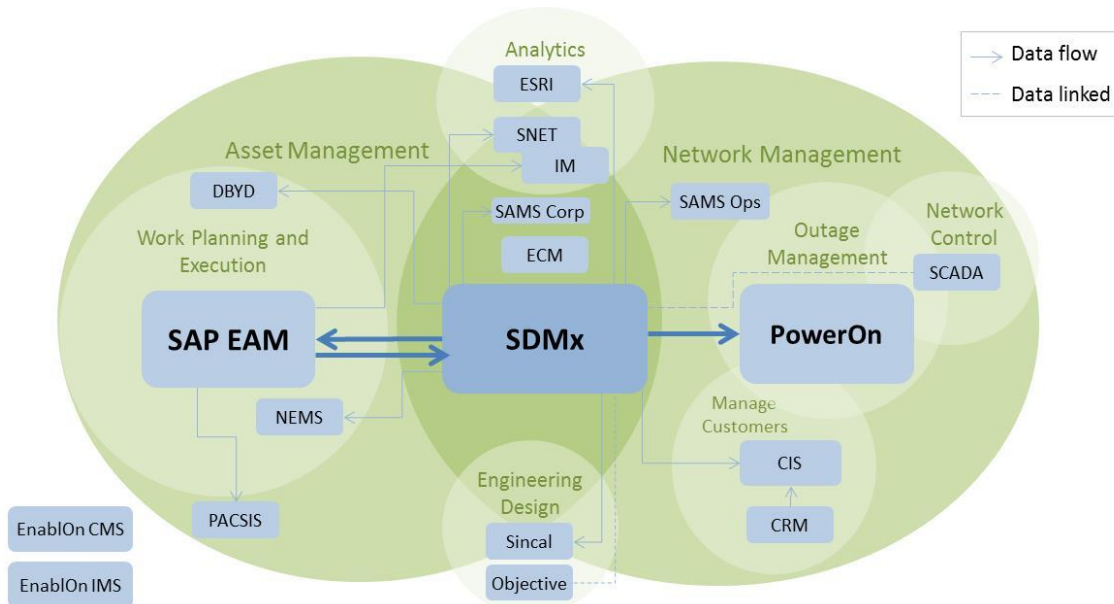 Analytics
ESRI
Data flow
Data linked
SNET
IM
Asset Management
Network Management
DBYD
SAMS Corp
SAMS Ops
ECM
Work Planning and
Execution
Outage
Management
Network
Control
SCADA
SAP EAM
SDMx
PowerOn
NEMS
Manage
Customers
CIS
CRM
Engineering
Design
Sincal
Objective
PACSIS
EnablOn CMS
EnablOn IMS